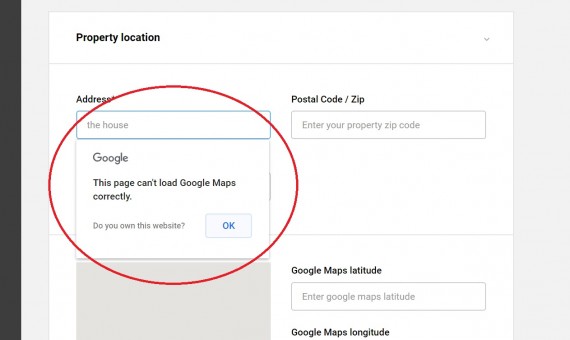 Property location
Address*
Postal Code / Zip
the house
Enter your property zip code
Google
This page can't load Google Maps
correctly.
Do you own this website?
OK
Google Maps latitude
Enter google maps latitude
Google Maps longitude